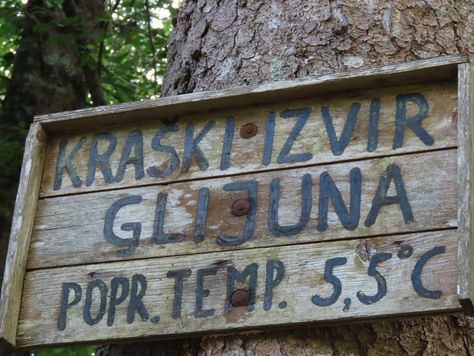 KRAŠKI IZVIR
GLIJUNA
POPR. TEMP. 5,5° C